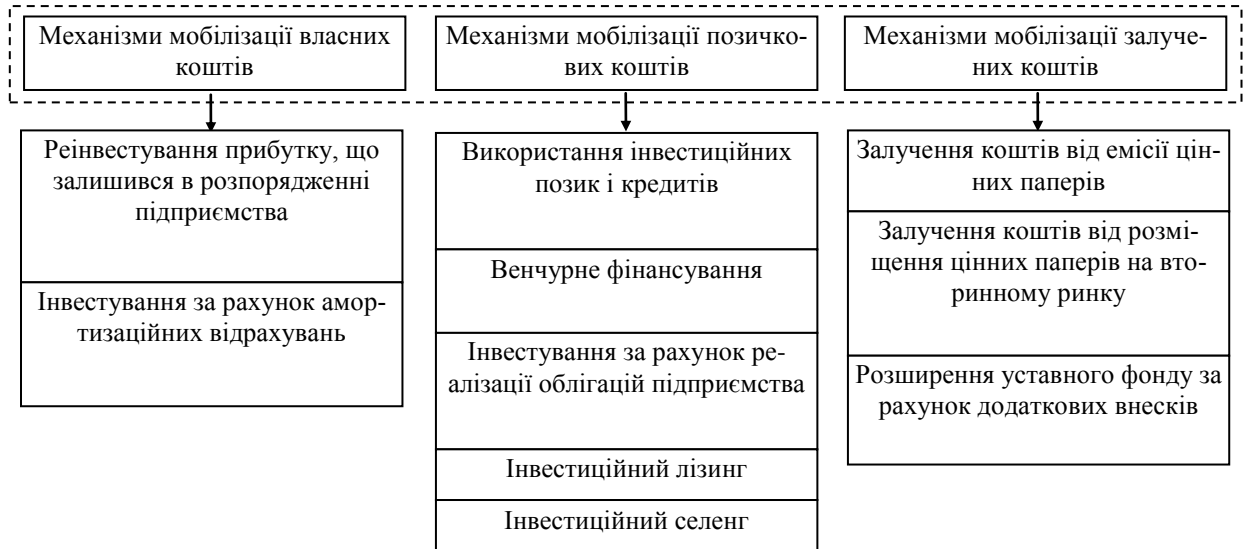 Механізми мобілізації власних
коштів
Механізми мобілізації позичко-
вих коштів
Механізми мобілізації залуче-
них коштів
Реінвестування прибутку, що
залишився в розпорядженні
підприємства
Інвестування за рахунок амор-
тизаційних відрахувань
Використання інвестиційних
позик і кредитів
Венчурне фінансування
Інвестування за рахунок ре-
алізації облігацій підприємства
Інвестиційний лізинг
Інвестиційний селенг
Залучення коштів від емісії цін-
них паперів
Залучення коштів від розмі-
щення цінних паперів на вто-
ринному ринку
Розширення уставного фонду за
рахунок додаткових внесків